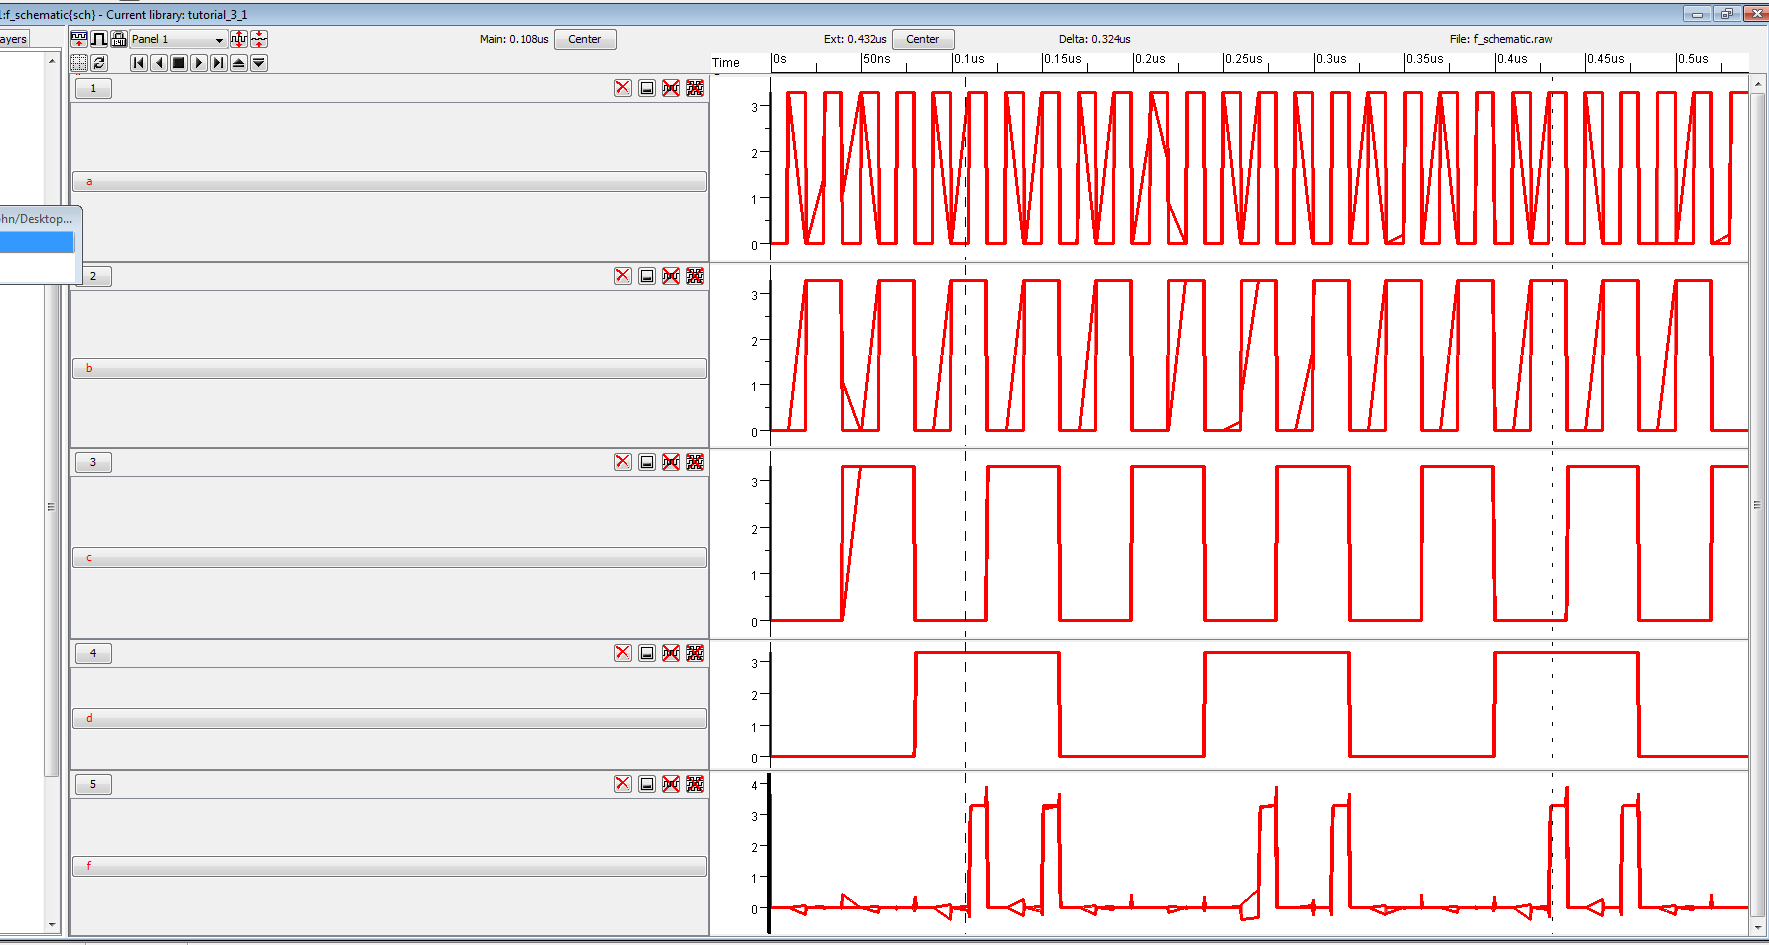 l:f_schematic{sch} - Current library: tutorial_3_1
ayers
Panel 1
Main: 0.108us
Center
Ext: 0.432us
Center
Delta: 0.324us
File: f_schematic.raw
Time
0s 50ns 0.1us 0.15us 0.2us 0.25us 0.3us 0.35us 0.4us 0.45us 0.5us
1
a
3
2
1
0
ohn/Desktop...
2
b
3
2
1
0
3
c
3
2
1
0
4
d
3
2
1
0
5
f
4
3
2
1
0